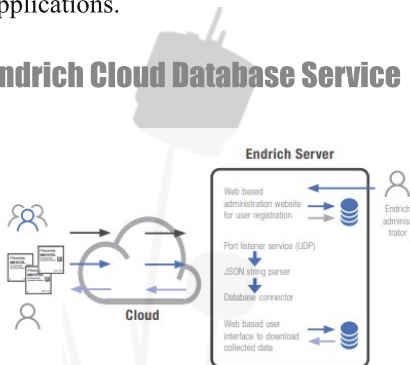 pplications.
ndrich Cloud Database Service
Endrich Server
Web based
administration website
for user registration
Endrich
adminis
trator
Port listener service (UDP)
JSON string parser
Database connector
Cloud
Web based user
interface to download
collected data